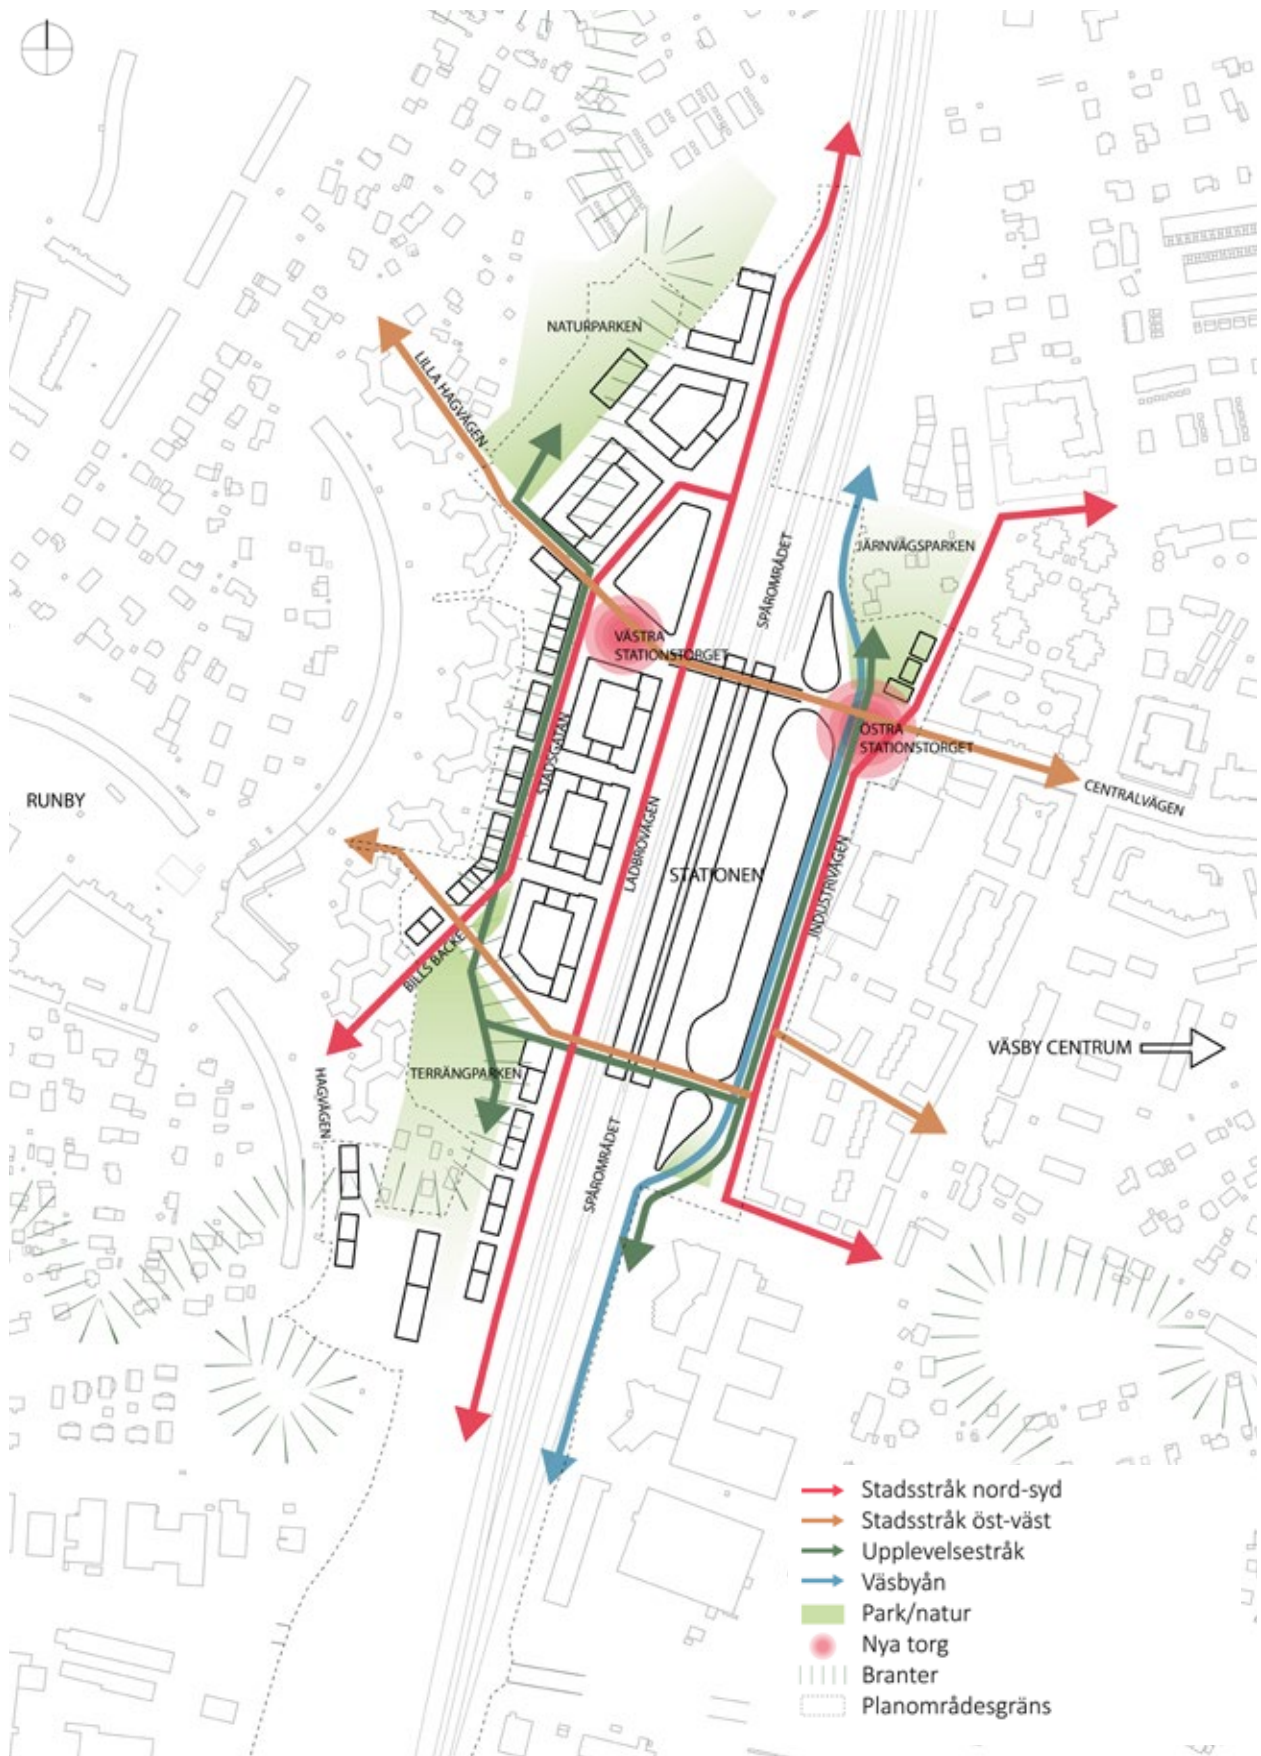 NATURPARKEN
LILLA HAGVÄGEN
JÄRNVÄGSPARKEN
SPÅROMRÅDET
VÄSTRA
STATIONSTORGET
ÖSTRA
STATIONSTORGET
STADSGATAN
CENTRALVÄGEN
RUNBY
LADBROVÄGEN
STATIONEN
INDUSTRIVÄGEN
BILLS BACKE
VÄSBY CENTRUM
TERRÄNGPARKEN
HAGVÄGEN
SPÅROMRÅDET
Stadsstråk nord-syd
Stadsstråk öst-väst
Upplevelsestråk
Väsbyån
Park/natur
Nya torg
Branter
Planområdesgräns